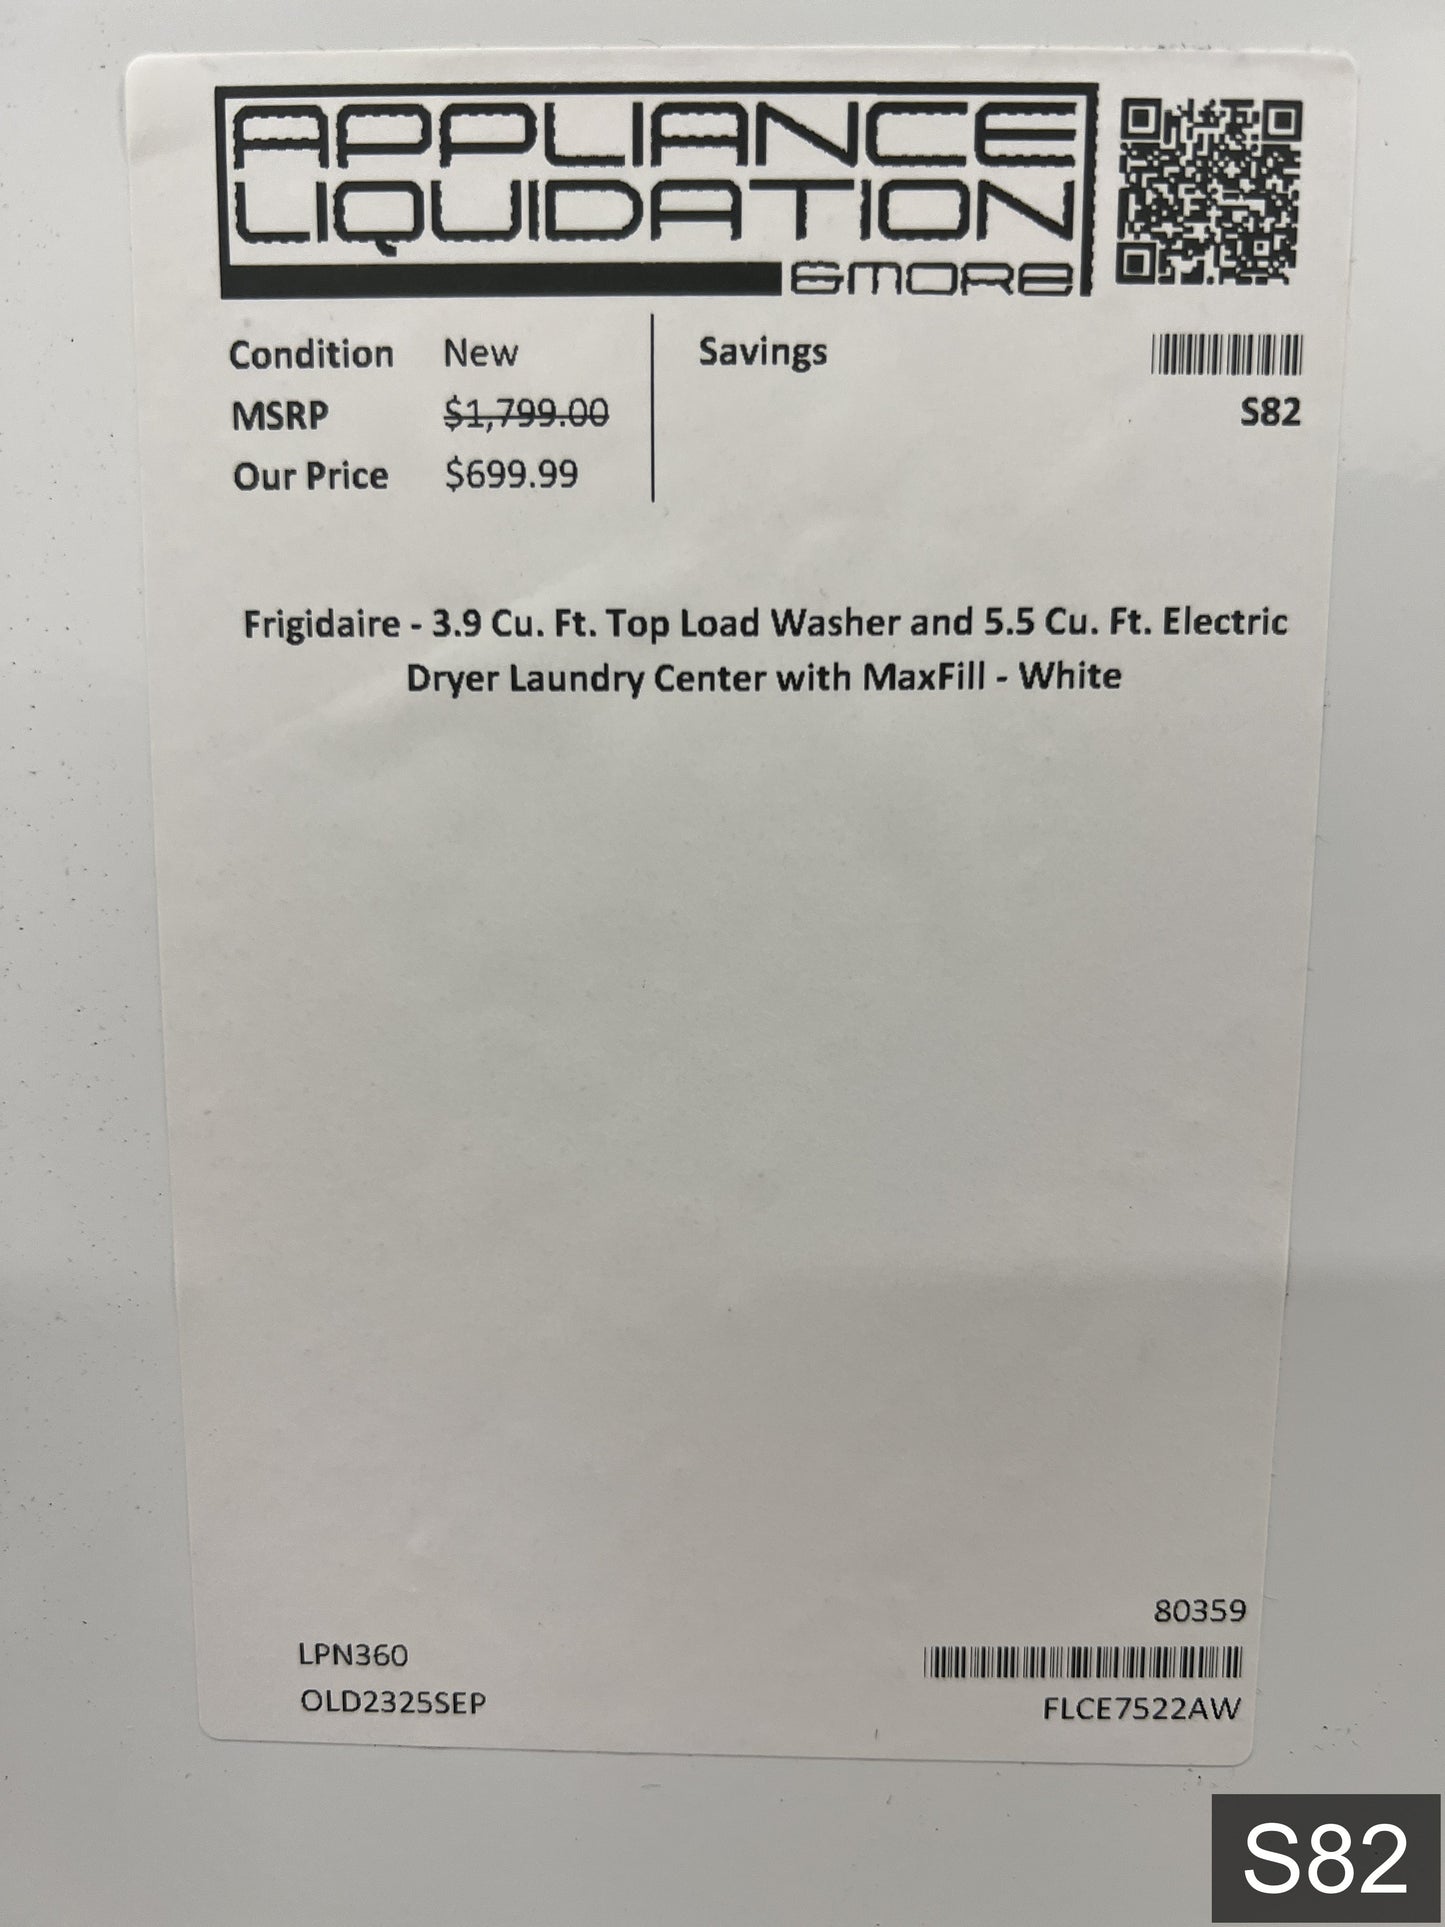 APPLIANCE
LIQUIDATION
&MORE
Condition New
MSRP $1,799.00
Our Price $699.99
Savings
S82
Frigidaire - 3.9 Cu. Ft. Top Load Washer and 5.5 Cu. Ft. Electric
Dryer Laundry Center with MaxFill - White
80359
LPN360
OLD2325SEP
FLCE7522AW
S82